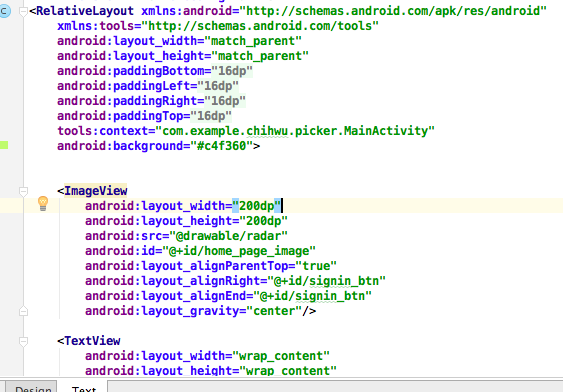 C
<RelativeLayout xmlns:android="http://schemas.android.com/apk/res/android"
xmlns:tools="http://schemas.android.com/tools"
android:layout_width="match_parent"
android:layout_height="match_parent"
android:paddingBottom="16dp"
android:paddingLeft="16dp"
android:paddingRight="16dp"
android:paddingTop="16dp"
tools:context="com.example.chihwu.picker.MainActivity"
android:background="#c4f360">
<ImageView
android:layout_width="200dp"
android:layout_height="200dp"
android:src="@drawable/radar"
android:id="@+id/home_page_image"
android:layout_alignParentTop="true"
android:layout_alignRight="@+id/signin_btn"
android:layout_alignEnd="@+id/signin_btn"
android:layout_gravity="center"/>
<TextView
android:layout_width="wrap_content"
android:layout_height="wrap_content"
Design Text